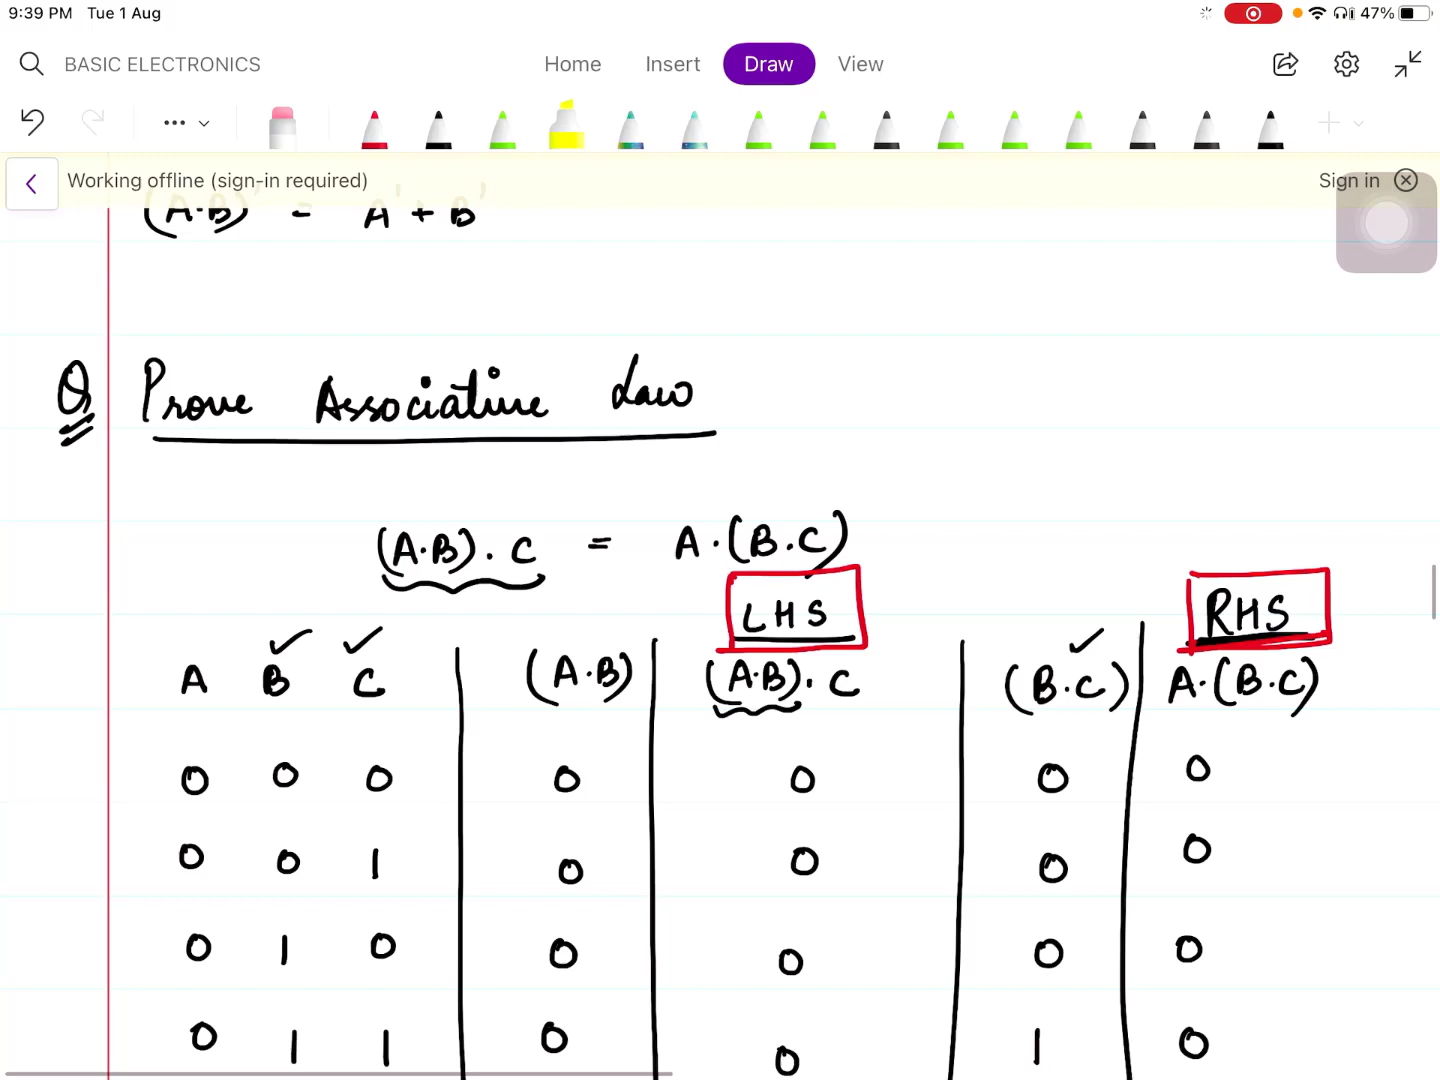 9:39 PM Tue 1 Aug 47%
BASIC ELECTRONICS Home Insert Draw View
Working offline (sign-in required) Sign in
(A·B)' = A' + B'
Q Prove Associative Law
(A·B)·C = A·(B·C)
LHS RHS
A B C (A·B) (A·B)·C (B·C) A·(B·C)
0 0 0 0 0 0 0
0 0 1 0 0 0 0
0 1 0 0 0 0 0
0 1 1 0 0 1 0